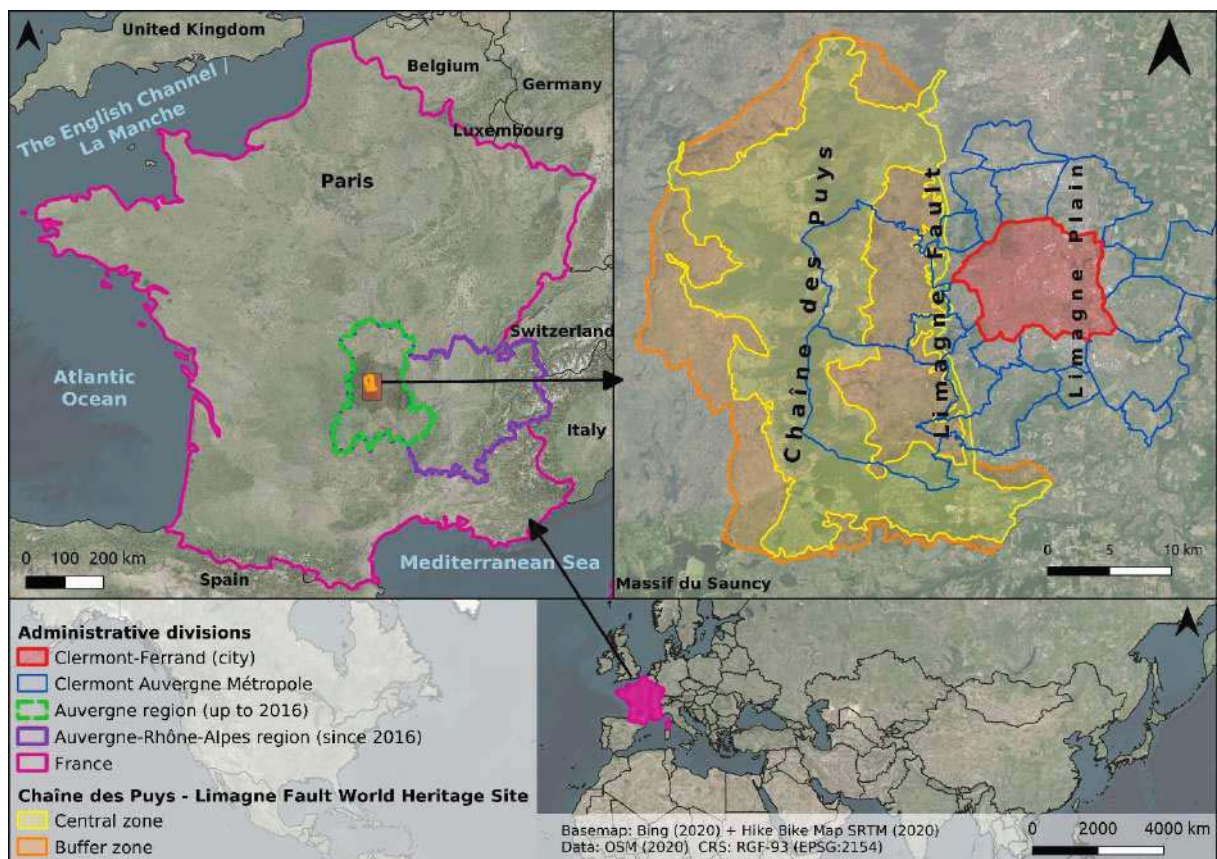 United Kingdom
The English Channel /
La Manche
Belgium
Germany
Luxembourg
Paris
Switzerland
Atlantic
Ocean
Italy
0 100 200 km
Mediterranean Sea
Spain
Chaîne des Puys
Limagne Fault
Limagne Plain
0 5 10 km
Massif du Sauncy
Administrative divisions
Clermont-Ferrand (city)
Clermont Auvergne Métropole
Auvergne region (up to 2016)
Auvergne-Rhône-Alpes region (since 2016)
France
Chaîne des Puys - Limagne Fault World Heritage Site
Central zone
Buffer zone
Basemap: Bing (2020) + Hike Bike Map SRTM (2020)
Data: OSM (2020) CRS: RGF-93 (EPSG:2154)
0 2000 4000 km